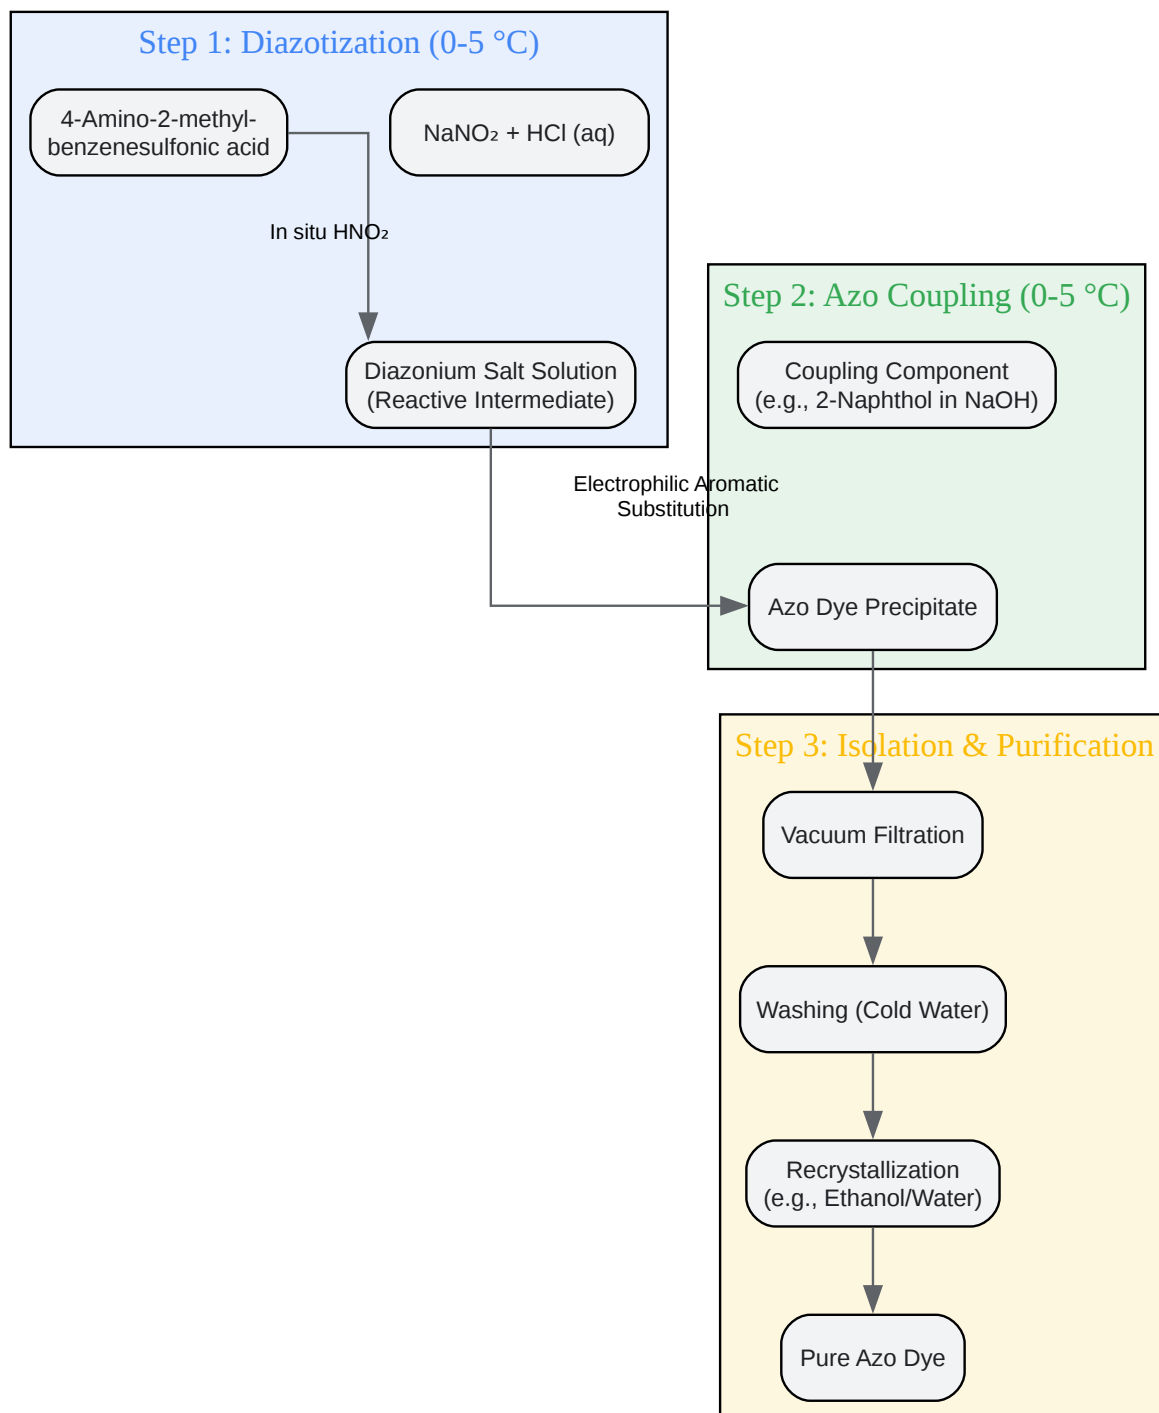 Step 1: Diazotization (0-5 °C)
4-Amino-2-methyl-
benzenesulfonic acid
NaNO₂ + HCl (aq)
In situ HNO₂
Diazonium Salt Solution
(Reactive Intermediate)
Step 2: Azo Coupling (0-5 °C)
Coupling Component
(e.g., 2-Naphthol in NaOH)
Electrophilic Aromatic
Substitution
Azo Dye Precipitate
Step 3: Isolation & Purification
Vacuum Filtration
Washing (Cold Water)
Recrystallization
(e.g., Ethanol/Water)
Pure Azo Dye